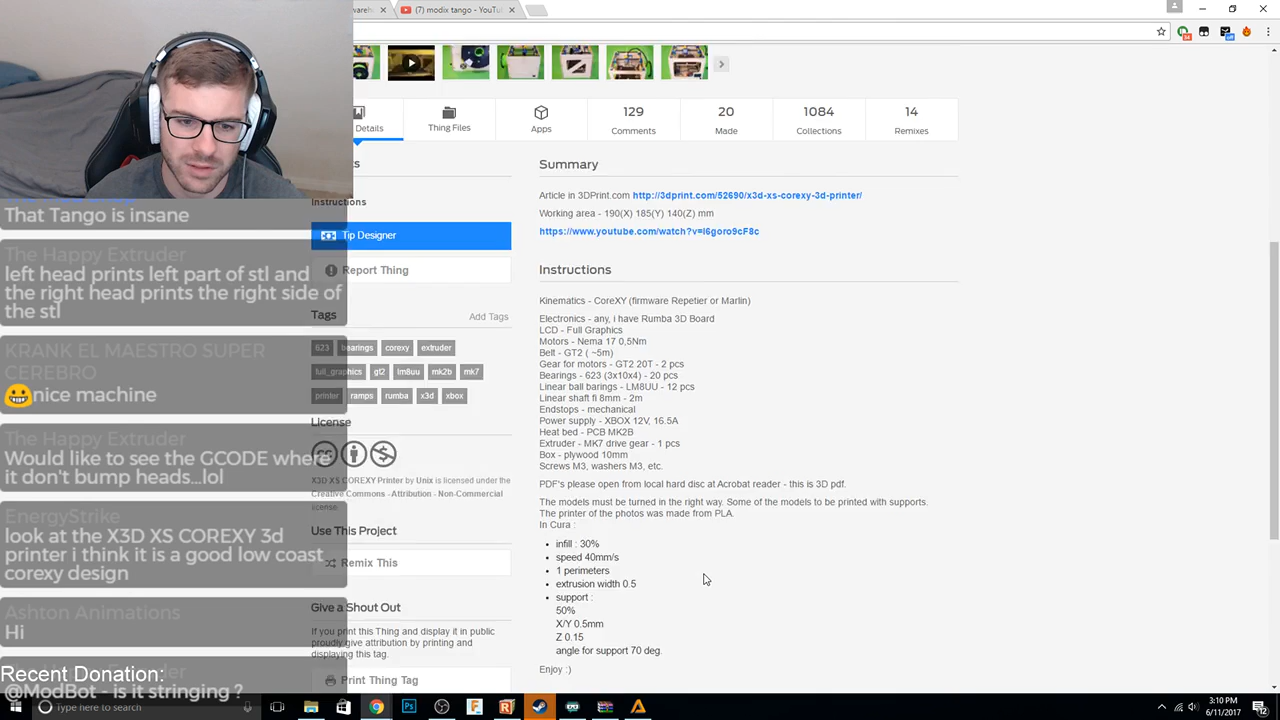 (7) modix tango - YouTu
34
129
20
1084
14
Details
Thing Files
Apps
Comments
Made
Collections
Remixes
Summary
Article in 3DPrint.com http://3dprint.com/52690/x3d-xs-corexy-3d-printer/
Working area - 190(X) 185(Y) 140(Z) mm
https://www.youtube.com/watch?v=I6goro9cF8c
Instructions
Kinematics - CoreXY (firmware Repetier or Marlin)
Electronics - any, i have Rumba 3D Board
LCD - Full Graphics
Motors - Nema 17 0,5Nm
Belt - GT2 ( ~5m)
Gear for motors - GT2 20T - 2 pcs
Bearings - 623 (3x10x4) - 20 pcs
Linear ball barings - LM8UU - 12 pcs
Linear shaft fi 8mm - 2m
Endstops - mechanical
Power supply - XBOX 12V, 16.5A
Heat bed - PCB MK2B
Extruder - MK7 drive gear - 1 pcs
Box - plywood 10mm
Screws M3, washers M3, etc.
PDF's please open from local hard disc at Acrobat reader - this is 3D pdf.
The models must be turned in the right way. Some of the models to be printed with supports.
The printer of the photos was made from PLA.
In Cura :
infill : 30%
speed 40mm/s
1 perimeters
extrusion width 0.5
support :
50%
X/Y 0.5mm
Z 0.15
angle for support 70 deg.
Enjoy :)
Instructions
Tip Designer
Report Thing
Tags
Add Tags
623 bearings corexy extruder
full_graphics gt2 lm8uu mk2b mk7
printer ramps rumba x3d xbox
License
X3D XS COREXY Printer by Unix is licensed under the
Creative Commons - Attribution - Non-Commercial
license.
Use This Project
Remix This
Give a Shout Out
If you print this Thing and display it in public
proudly give attribution by printing and
displaying this tag.
Print Thing Tag
That Tango is insane
The Happy Extruder
left head prints left part of stl and
the right head prints the right side of
the stl
KRANK EL MAESTRO SUPER
CEREBRO
nice machine
The Happy Extruder
Would like to see the GCODE where
it don't bump heads...lol
EnergyStrike
look at the X3D XS COREXY 3d
printer i think it is a good low coast
corexy design
Ashton Animations
Hi
Recent Donation:
@ModBot - is it stringing ?
Type here to search
3:10 PM
6/11/2017
12